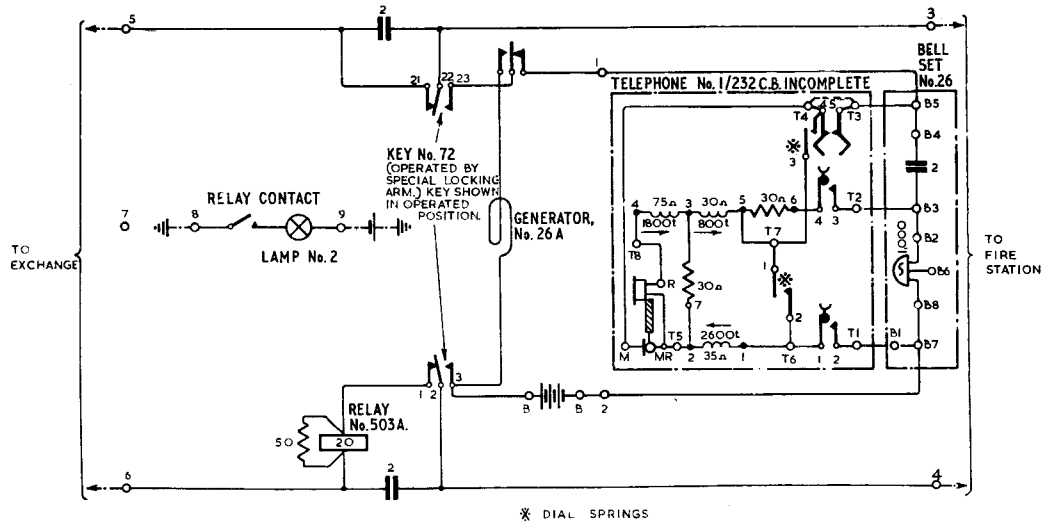 5
2
3
21
22
23
1
BELL
SET
No.26
TELEPHONE No. 1/232 C.B. INCOMPLETE
T4
4
5
T3
B5
※
3
B4
2
KEY No. 72
(OPERATED BY
SPECIAL LOCKING
ARM.) KEY SHOWN
IN OPERATED
POSITION.
RELAY CONTACT
7
8
9
LAMP No. 2
TO
EXCHANGE
GENERATOR,
No. 26 A
4
75Ω
1800t
3
30Ω
800t
5
30Ω
6
4
3
T2
B3
T8
T7
B2
1000
B6
R
30Ω
7
1
※
2
B8
TO
FIRE
STATION
M
MR
T5
2
2600t
35Ω
1
T6
1
2
T1
B1
B7
1
2
3
B
B
2
RELAY
No. 503A.
50
20
6
2
4
※ DIAL SPRINGS